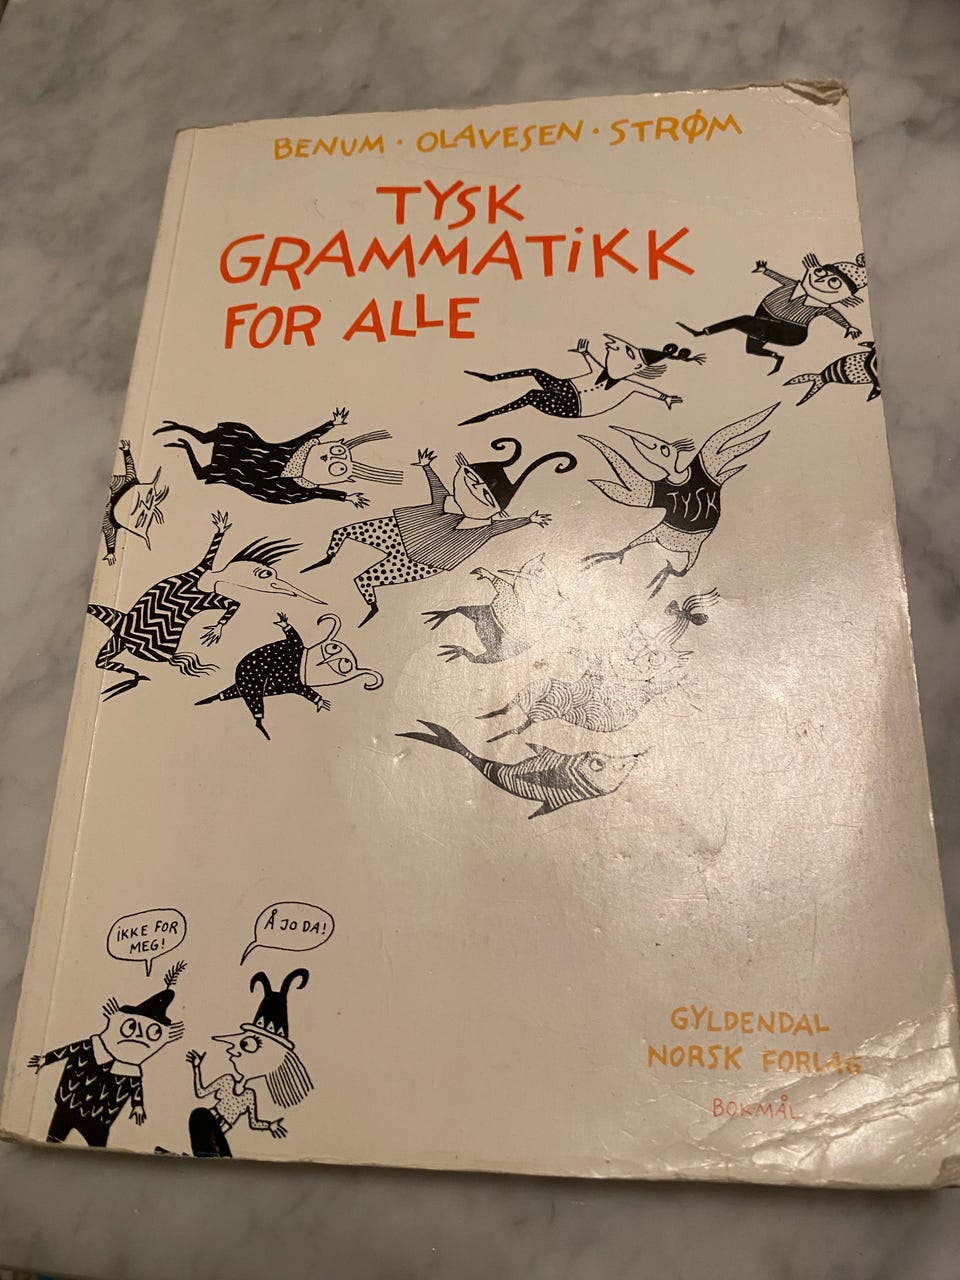 BENUM · OLAVESEN · STRØM
TYSK
GRAMMATiKK
FOR ALLE
TYSK
iKKE FOR
MEG!
Å JO DA!
GYLDENDAL
NORSK FORLAG
BOKMÅL